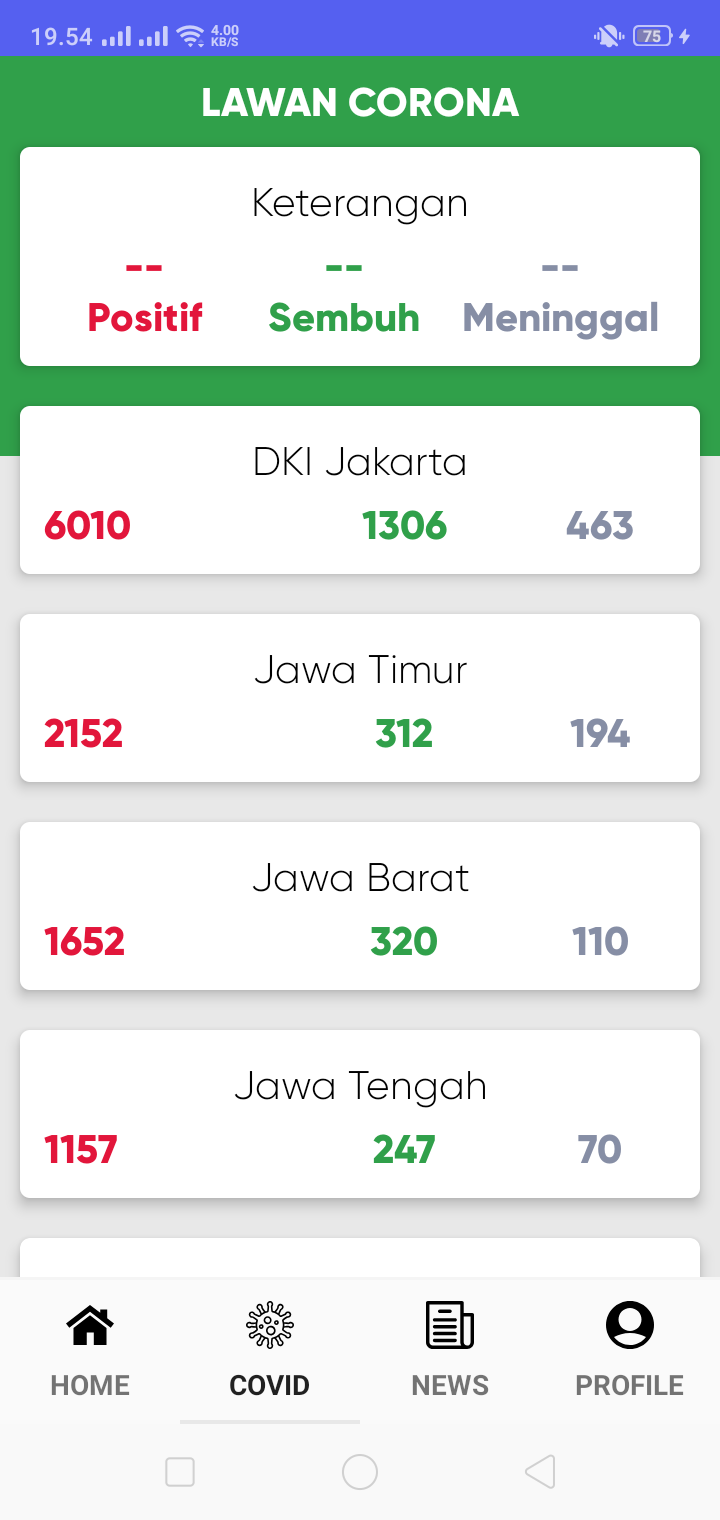 19.54 4.00 KB/S 75
LAWAN CORONA
Keterangan
-- -- --
Positif Sembuh Meninggal
DKI Jakarta
6010 1306 463
Jawa Timur
2152 312 194
Jawa Barat
1652 320 110
Jawa Tengah
1157 247 70
HOME COVID NEWS PROFILE